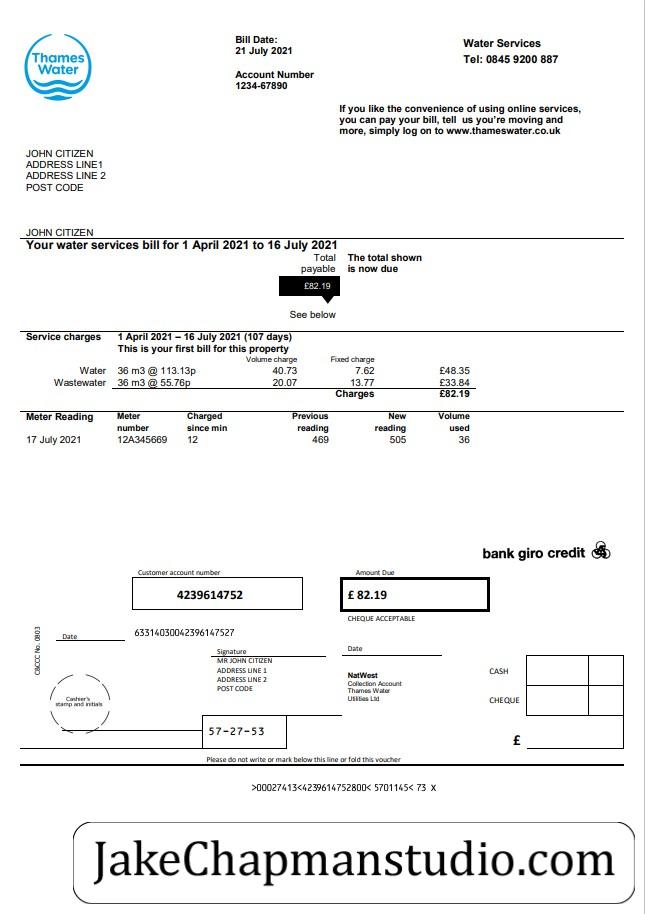 Thames
Water
Bill Date:
21 July 2021
Account Number
1234-67890
Water Services
Tel: 0845 9200 887
If you like the convenience of using online services,
you can pay your bill, tell us you're moving and
more, simply log on to www.thameswater.co.uk
JOHN CITIZEN
ADDRESS LINE1
ADDRESS LINE 2
POST CODE
JOHN CITIZEN
Your water services bill for 1 April 2021 to 16 July 2021
Total payable The total shown is now due
£82.19
See below
Service charges 1 April 2021 – 16 July 2021 (107 days)
This is your first bill for this property
Volume charge Fixed charge
Water 36 m3 @ 113.13p 40.73 7.62 £48.35
Wastewater 36 m3 @ 55.76p 20.07 13.77 £33.84
Charges £82.19
Meter Reading Meter number Charged since min Previous reading New reading Volume used
17 July 2021 12A345669 12 469 505 36
bank giro credit
Customer account number
4239614752
Amount Due
£ 82.19
CHEQUE ACCEPTABLE
C&CCC No. 0803
Date
63314030042396147527
Signature
MR JOHN CITIZEN
ADDRESS LINE 1
ADDRESS LINE 2
POST CODE
Date
NatWest
Collection Account
Thames Water
Utilities Ltd
CASH
CHEQUE
£
Cashier's
stamp and initials
57-27-53
Please do not write or mark below this line or fold this voucher
>00027413<4239614752800< 5701145< 73 X
JakeChapmanstudio.com